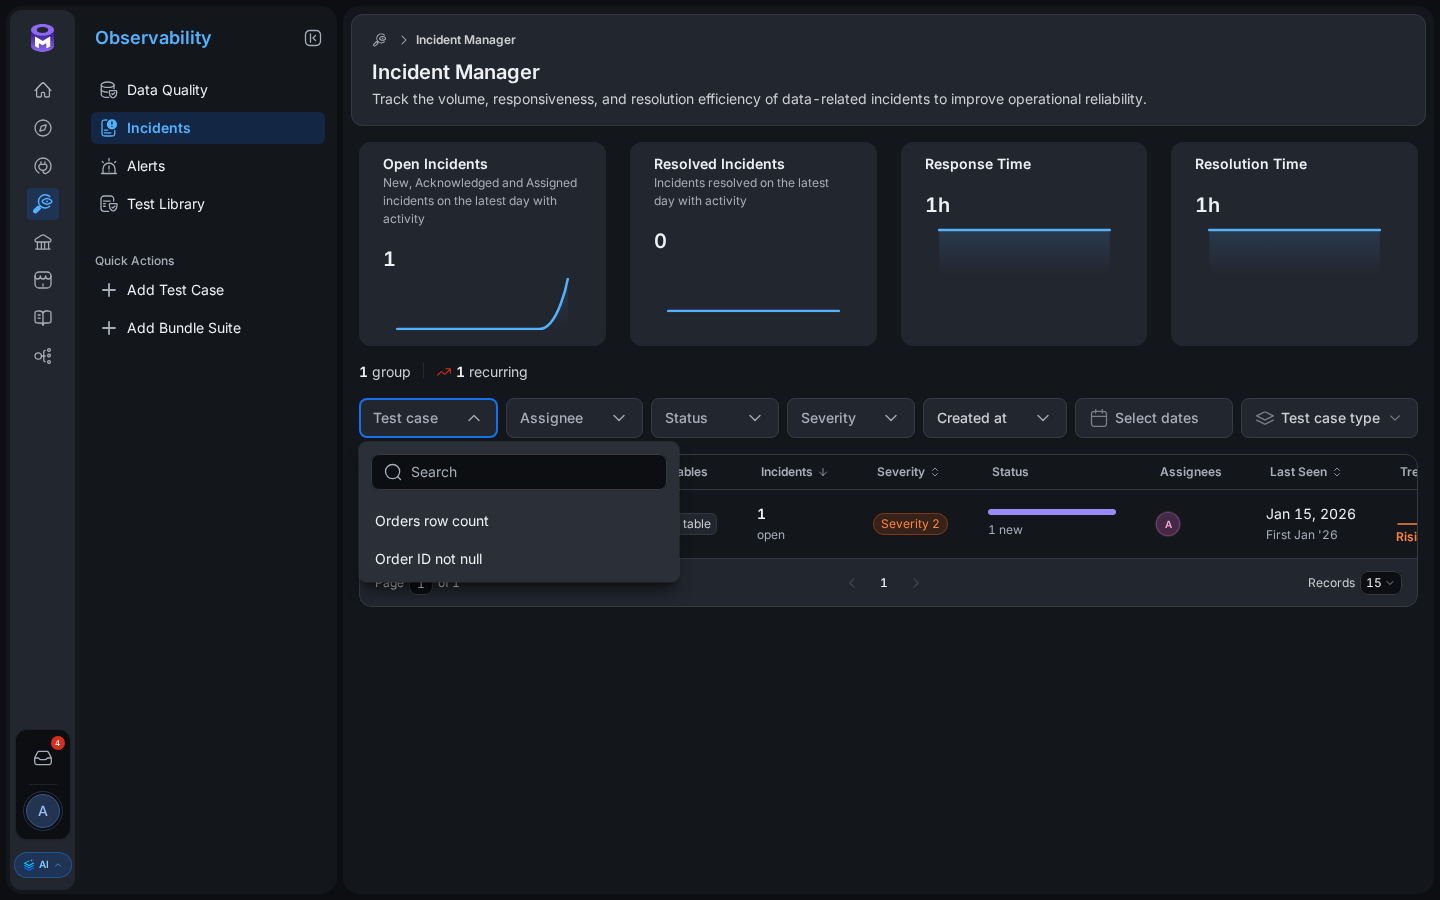 Observability
Data Quality
Incidents
Alerts
Test Library
Quick Actions
Add Test Case
Add Bundle Suite
4
A
AI
Incident Manager
Incident Manager
Track the volume, responsiveness, and resolution efficiency of data-related incidents to improve operational reliability.
Open Incidents
New, Acknowledged and Assigned
incidents on the latest day with
activity
1
Resolved Incidents
Incidents resolved on the latest
day with activity
0
Response Time
1h
Resolution Time
1h
1 group
1 recurring
Test case
Assignee
Status
Severity
Created at
Select dates
Test case type
Search
Orders row count
Order ID not null
ables
Incidents
Severity
Status
Assignees
Last Seen
Tre
table
1
open
Severity 2
1 new
A
Jan 15, 2026
First Jan '26
Risi
Page 1 of 1
1
Records 15